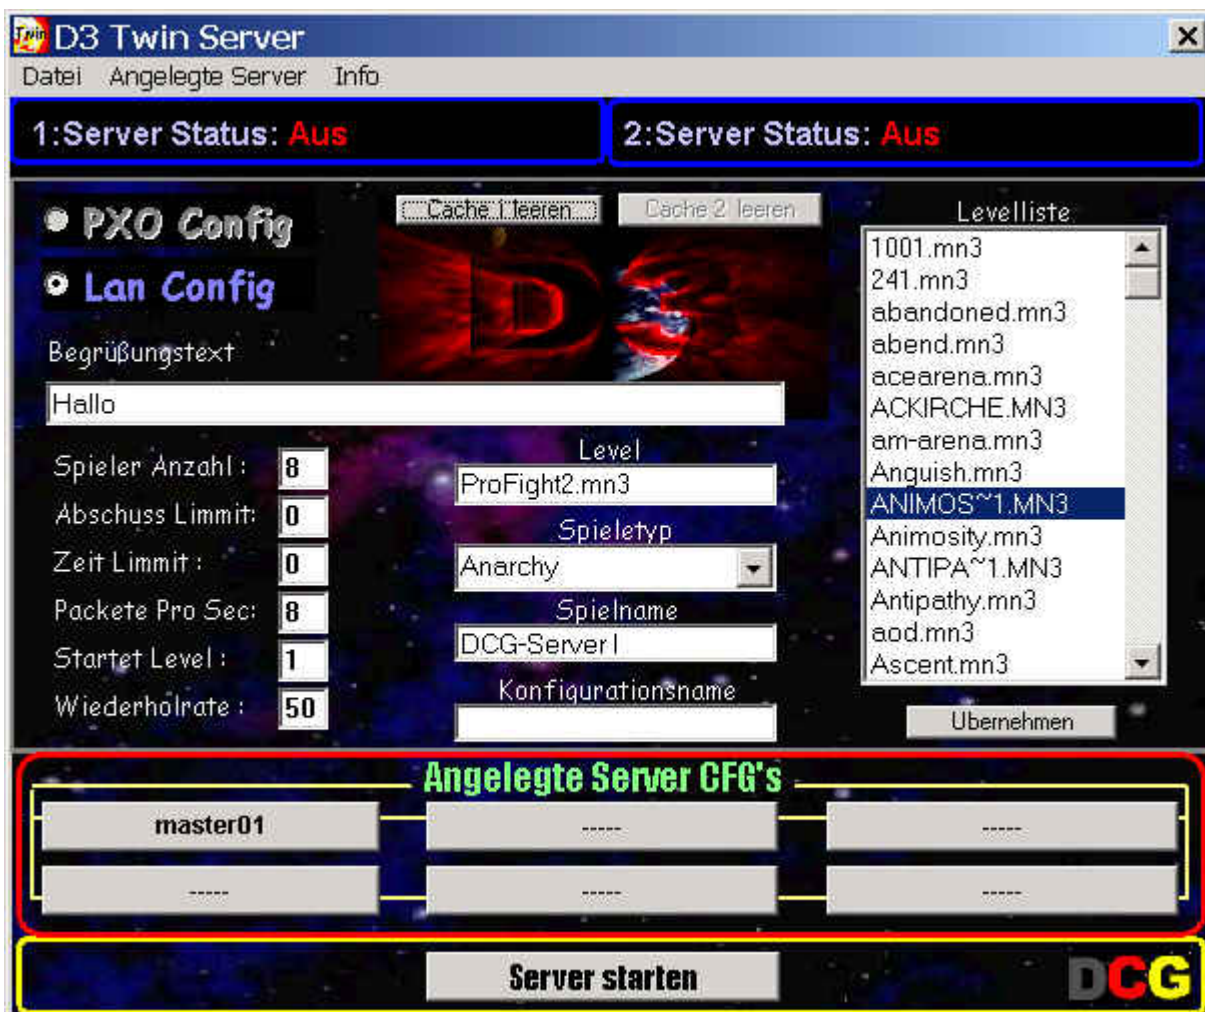 D3 Twin Server
Datei Angelegte Server Info
1:Server Status: Aus
2:Server Status: Aus
PXO Config
Lan Config
Cache 1 leeren
Cache 2 leeren
Begrüßungstext
Hallo
Spieler Anzahl : 8
Abschuss Limmit: 0
Zeit Limmit : 0
Packete Pro Sec: 8
Startet Level : 1
Wiederholrate : 50
Level
ProFight2.mn3
Spieletyp
Anarchy
Spielname
DCG-Server I
Konfigurationsname
Levelliste
1001.mn3
241.mn3
abandoned.mn3
abend.mn3
acearena.mn3
ACKIRCHE.MN3
am-arena.mn3
Anguish.mn3
ANIMOS~1.MN3
Animosity.mn3
ANTIPA~1.MN3
Antipathy.mn3
aod.mn3
Ascent.mn3
Ubernehmen
Angelegte Server CFG's
master01 ----- -----
----- ----- -----
Server starten
DCG